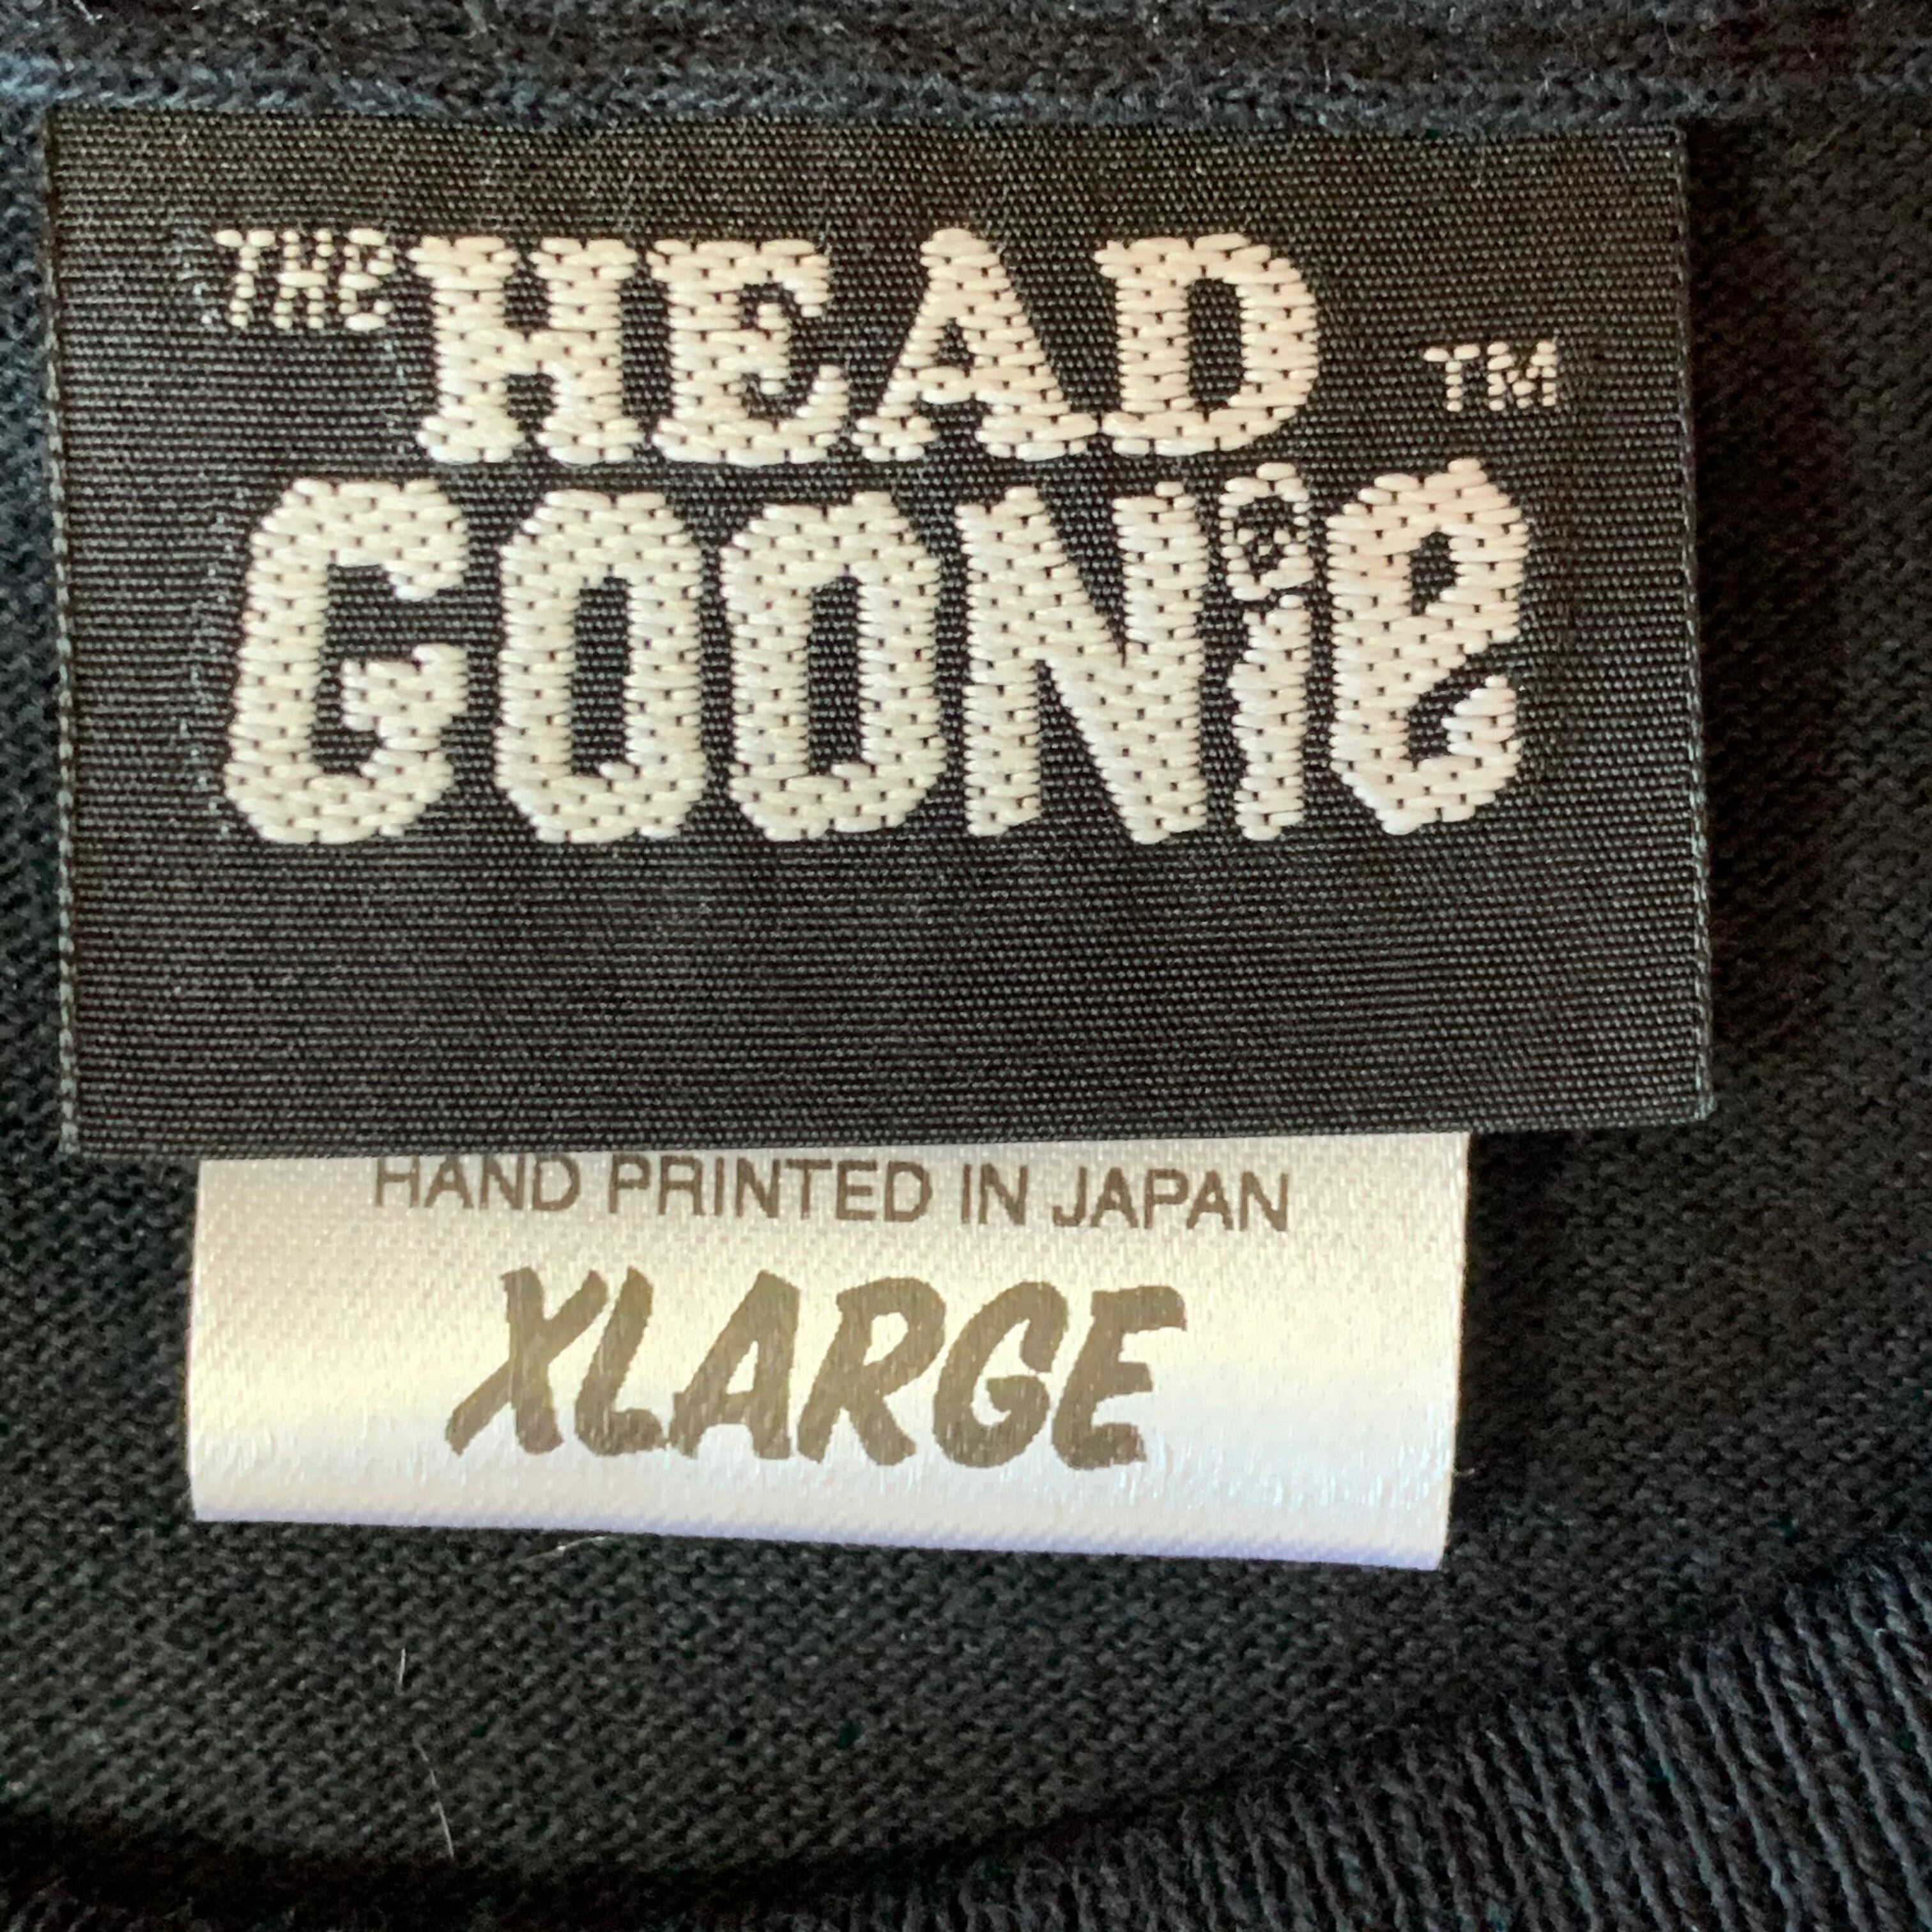 THE HEAD TM
GOONiE
HAND PRINTED IN JAPAN
XLARGE